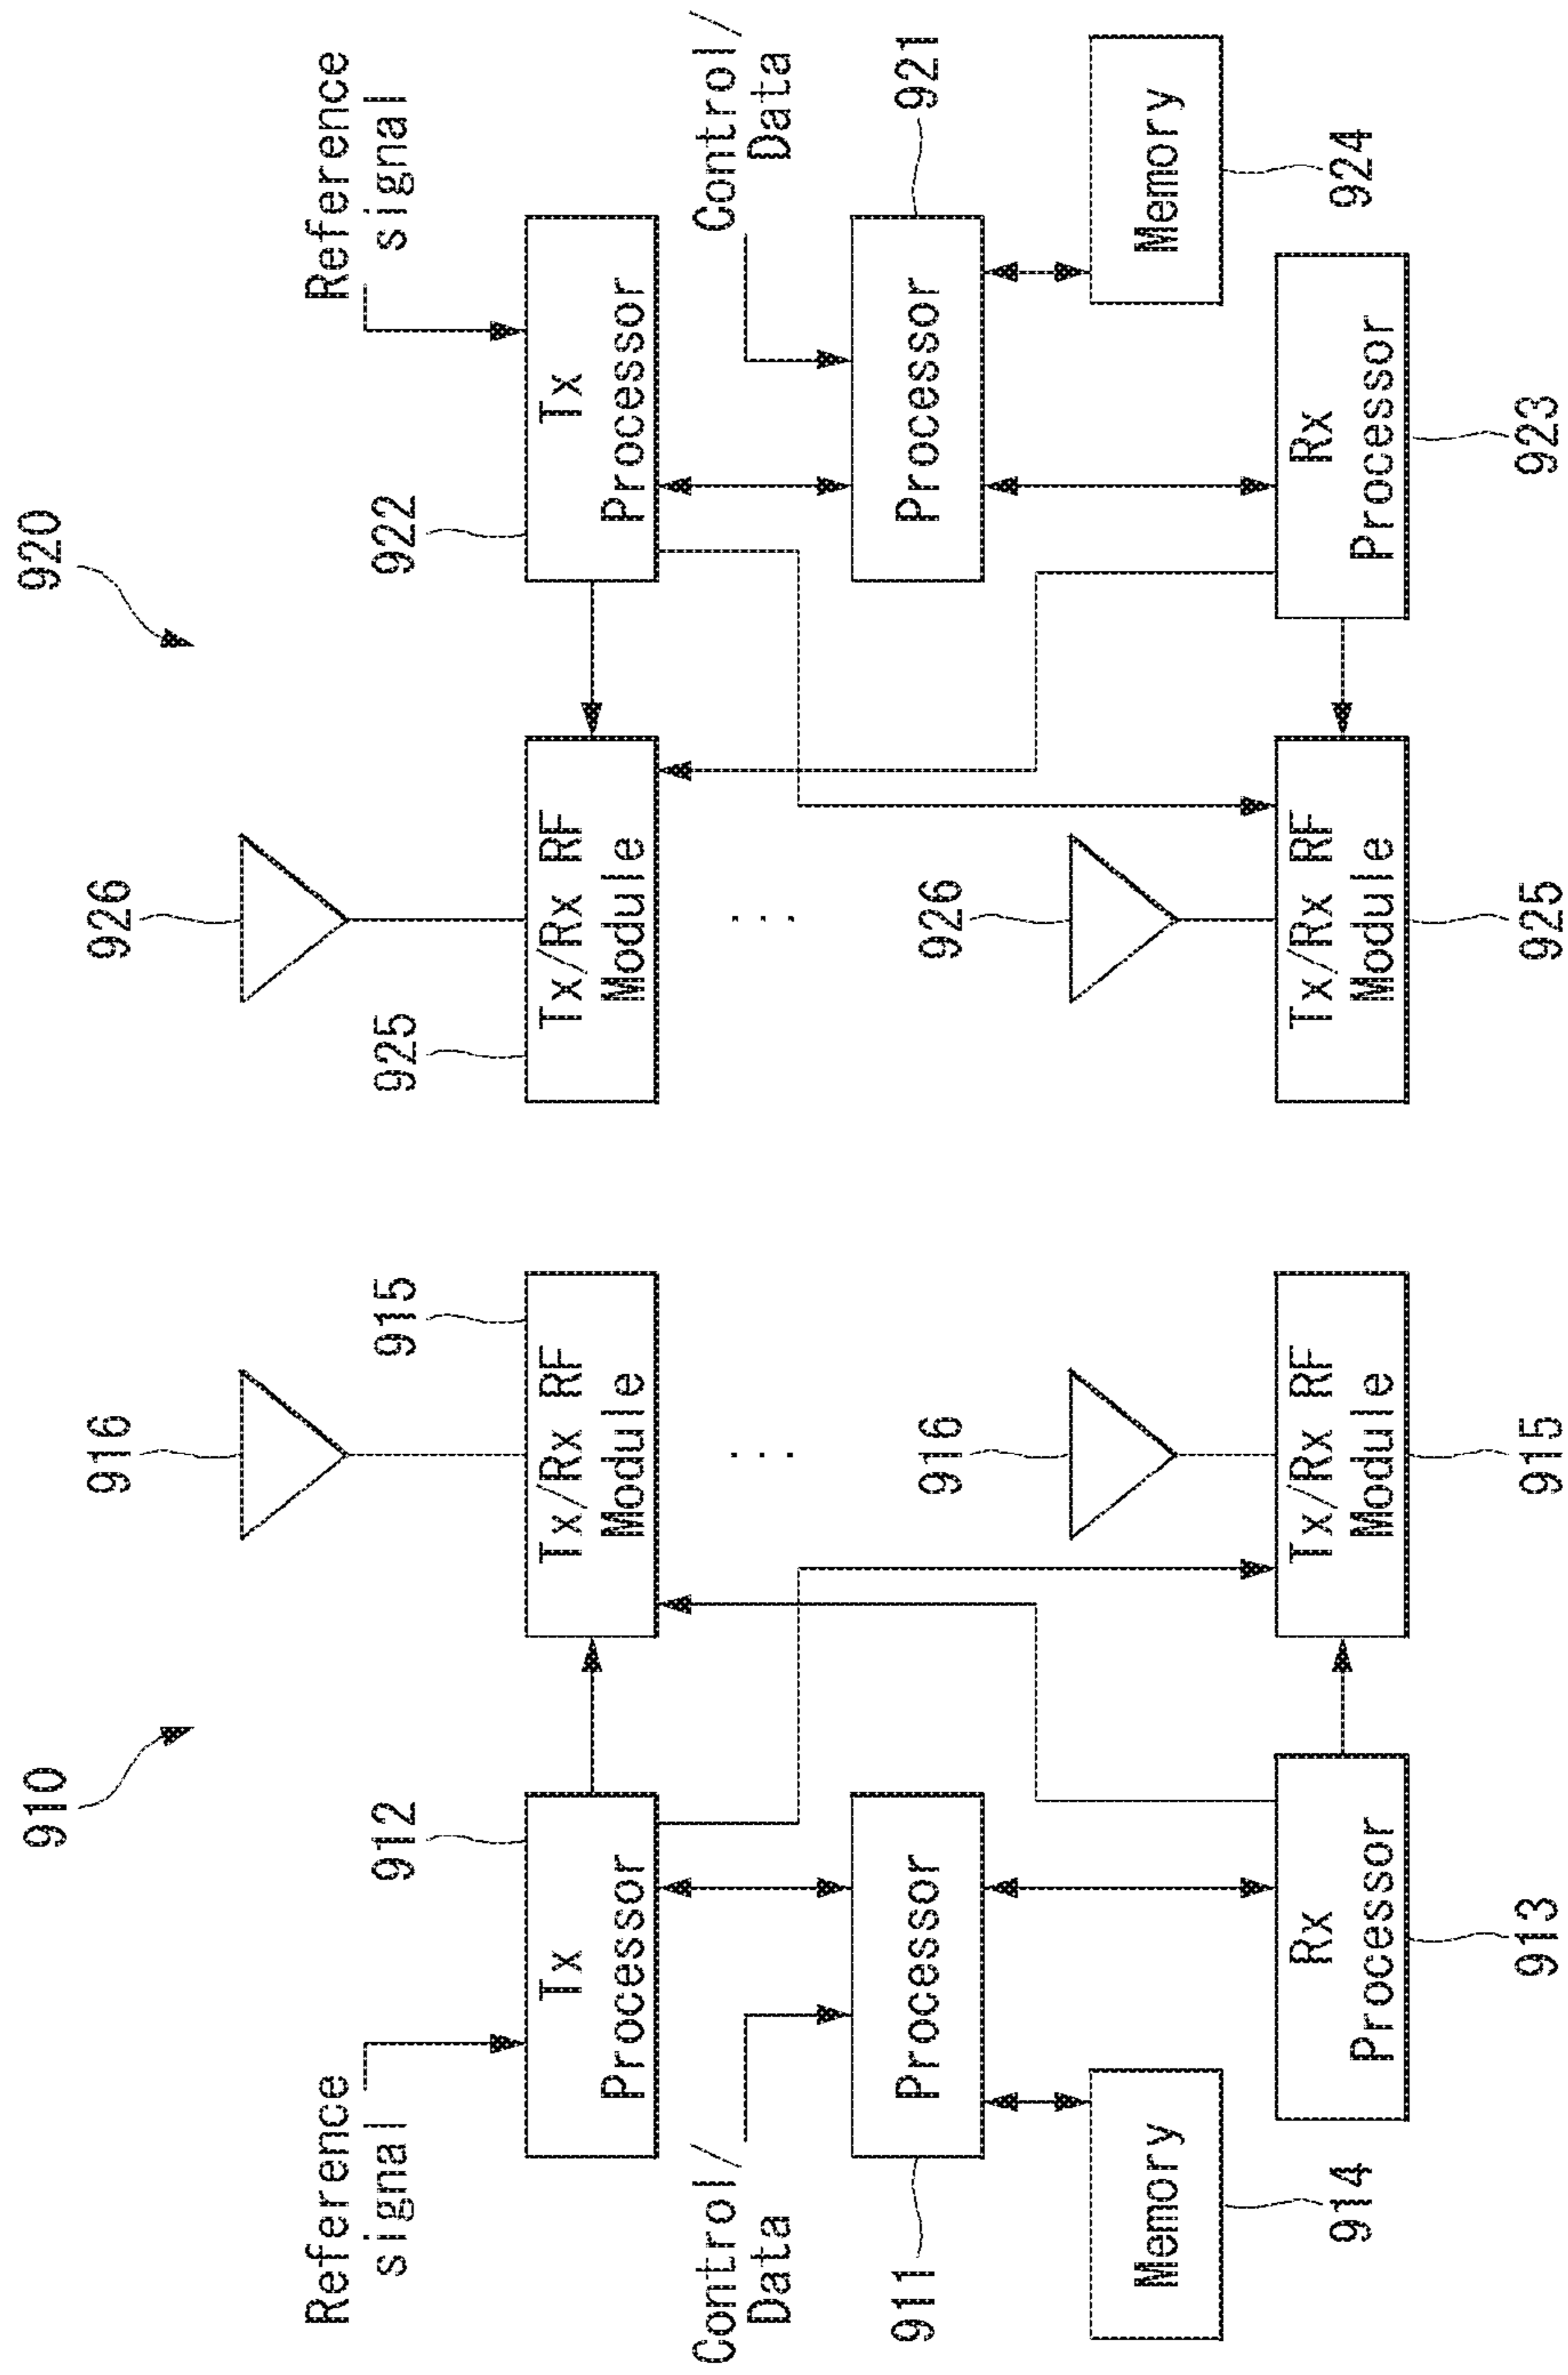 910
916
Reference
signal
912
915
Tx
Processor
Tx/Rx RF
Module
Control/
Data
...
911
Processor
916
Memory
914
Rx
Processor
913
Tx/Rx RF
Module
915
920
926
925
922
Reference
signal
Tx/Rx RF
Module
Tx
Processor
...
Control/
Data
926
Processor
921
Memory
924
Tx/Rx RF
Module
925
Rx
Processor
923